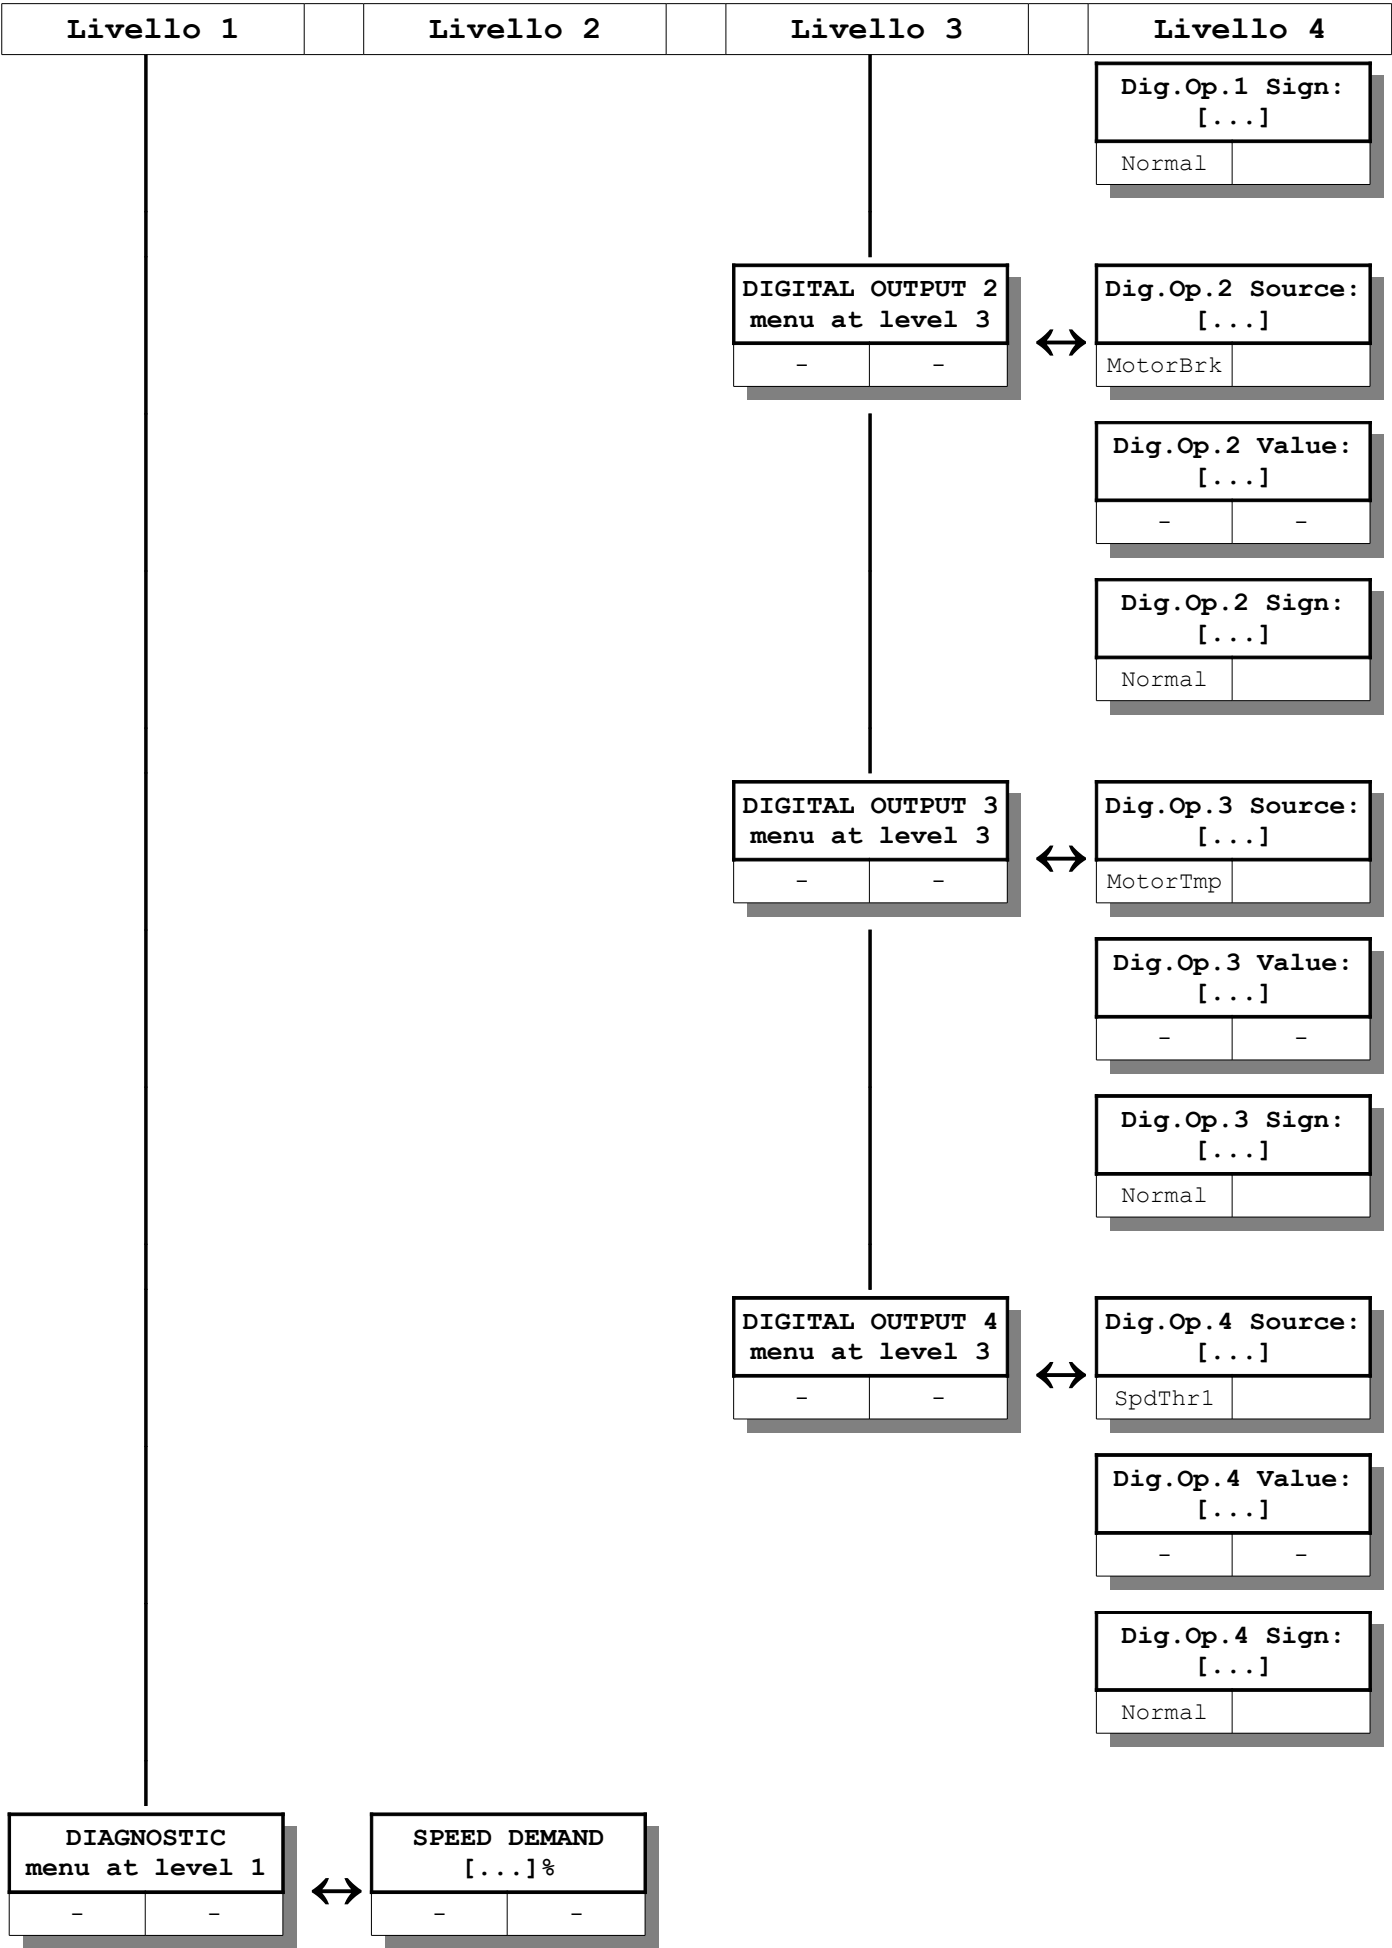 Livello 1 Livello 2 Livello 3 Livello 4
Dig.Op.1 Sign:
[...]
Normal
DIGITAL OUTPUT 2
menu at level 3
- -
Dig.Op.2 Source:
[...]
MotorBrk
Dig.Op.2 Value:
[...]
- -
Dig.Op.2 Sign:
[...]
Normal
DIGITAL OUTPUT 3
menu at level 3
- -
Dig.Op.3 Source:
[...]
MotorTmp
Dig.Op.3 Value:
[...]
- -
Dig.Op.3 Sign:
[...]
Normal
DIGITAL OUTPUT 4
menu at level 3
- -
Dig.Op.4 Source:
[...]
SpdThr1
Dig.Op.4 Value:
[...]
- -
Dig.Op.4 Sign:
[...]
Normal
DIAGNOSTIC
menu at level 1
- -
SPEED DEMAND
[...]%
- -